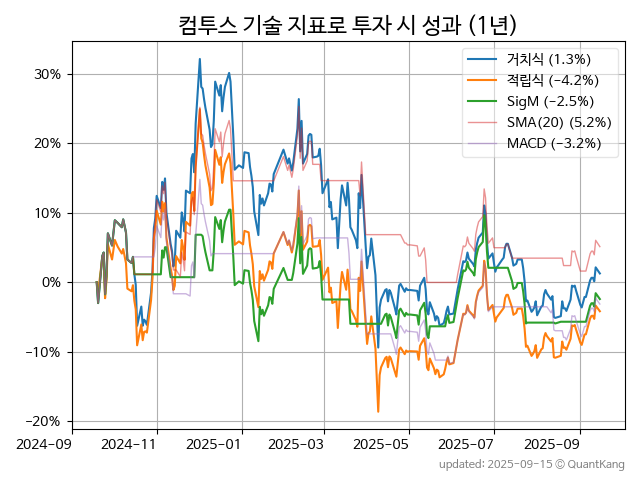 컴투스 기술 지표로 투자 시 성과 (1년)
거치식 (1.3%)
적립식 (−4.2%)
SigM (−2.5%)
SMA(20) (5.2%)
MACD (−3.2%)
30%
20%
10%
0%
−10%
−20%
2024-09 2024-11 2025-01 2025-03 2025-05 2025-07 2025-09
updated: 2025-09-15 © QuantKang